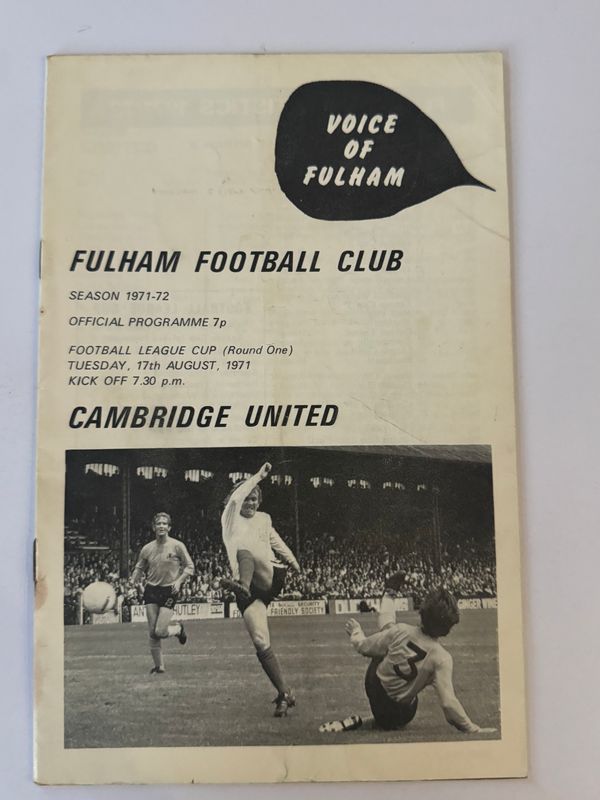 VOICE
OF
FULHAM
FULHAM FOOTBALL CLUB
SEASON 1971-72
OFFICIAL PROGRAMME 7p
FOOTBALL LEAGUE CUP (Round One)
TUESDAY, 17th AUGUST, 1971
KICK OFF 7.30 p.m.
CAMBRIDGE UNITED
SECURITY
FRIENDLY SOCIETY
3